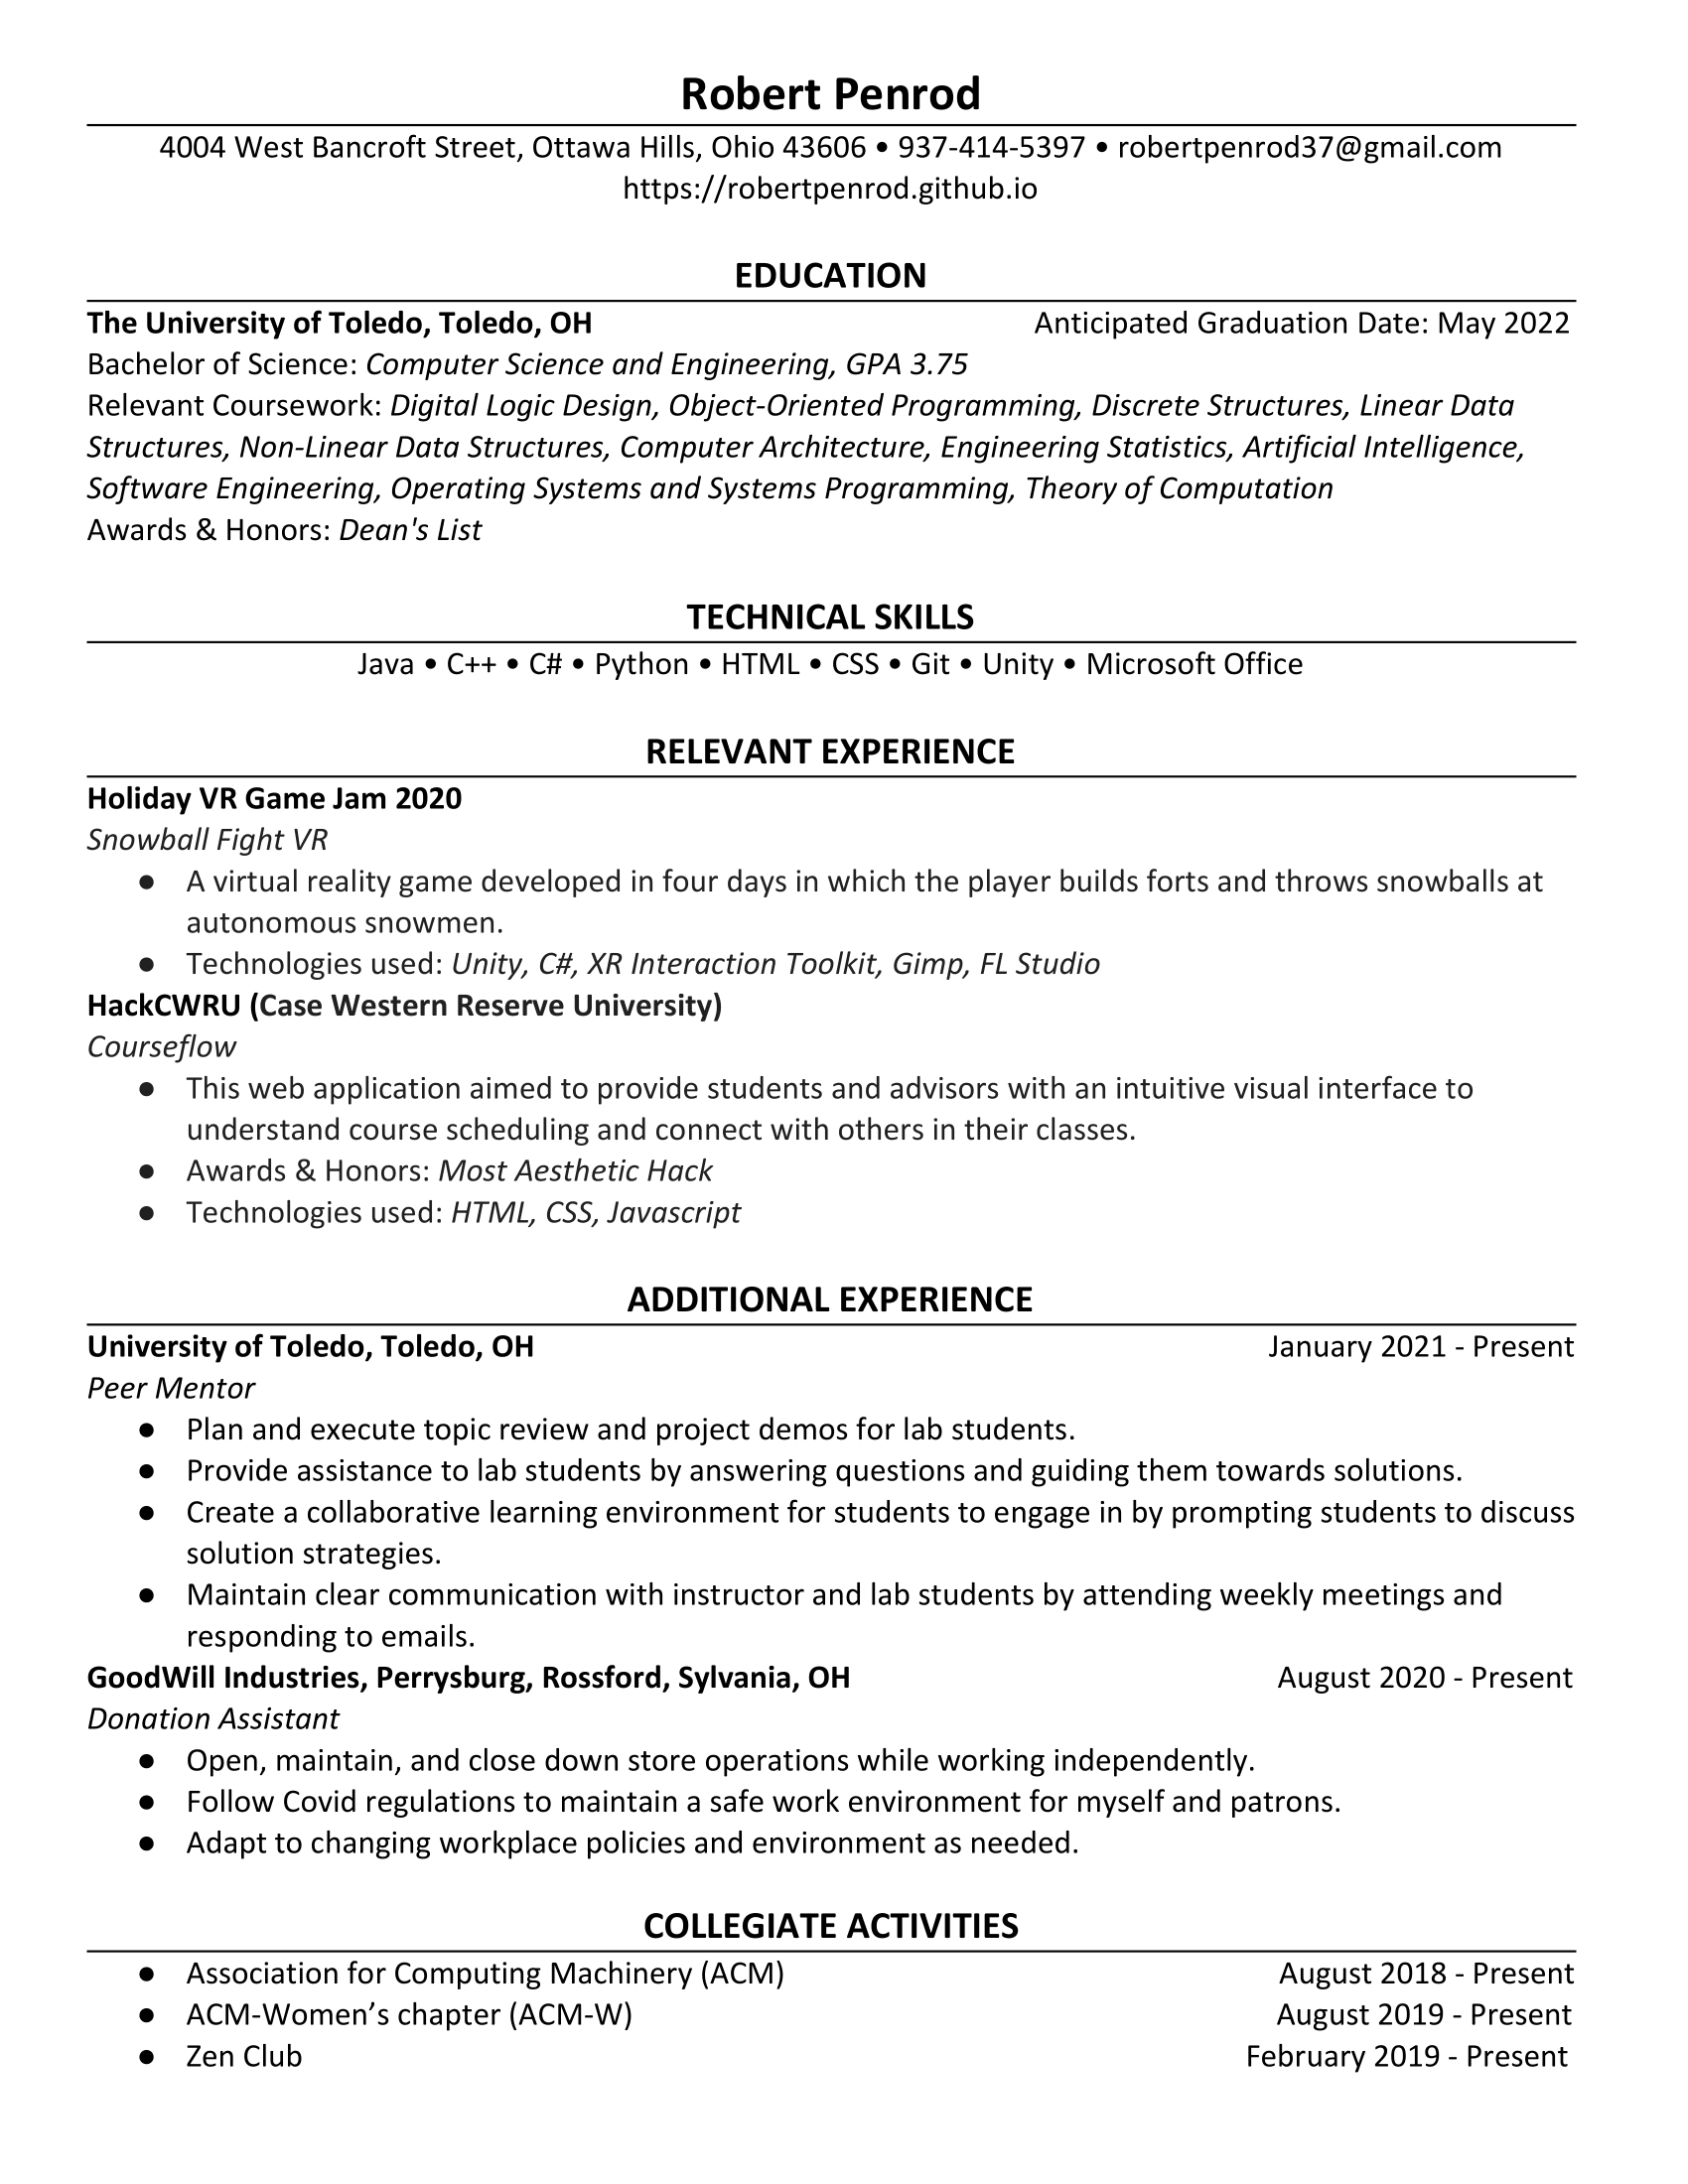 Robert Penrod
4004 West Bancroft Street, Ottawa Hills, Ohio 43606 • 937-414-5397 • robertpenrod37@gmail.com
https://robertpenrod.github.io
EDUCATION
The University of Toledo, Toledo, OH Anticipated Graduation Date: May 2022
Bachelor of Science: Computer Science and Engineering, GPA 3.75
Relevant Coursework: Digital Logic Design, Object-Oriented Programming, Discrete Structures, Linear Data
Structures, Non-Linear Data Structures, Computer Architecture, Engineering Statistics, Artificial Intelligence,
Software Engineering, Operating Systems and Systems Programming, Theory of Computation
Awards & Honors: Dean's List
TECHNICAL SKILLS
Java • C++ • C# • Python • HTML • CSS • Git • Unity • Microsoft Office
RELEVANT EXPERIENCE
Holiday VR Game Jam 2020
Snowball Fight VR
● A virtual reality game developed in four days in which the player builds forts and throws snowballs at
autonomous snowmen.
● Technologies used: Unity, C#, XR Interaction Toolkit, Gimp, FL Studio
HackCWRU (Case Western Reserve University)
Courseflow
● This web application aimed to provide students and advisors with an intuitive visual interface to
understand course scheduling and connect with others in their classes.
● Awards & Honors: Most Aesthetic Hack
● Technologies used: HTML, CSS, Javascript
ADDITIONAL EXPERIENCE
University of Toledo, Toledo, OH January 2021 - Present
Peer Mentor
● Plan and execute topic review and project demos for lab students.
● Provide assistance to lab students by answering questions and guiding them towards solutions.
● Create a collaborative learning environment for students to engage in by prompting students to discuss
solution strategies.
● Maintain clear communication with instructor and lab students by attending weekly meetings and
responding to emails.
GoodWill Industries, Perrysburg, Rossford, Sylvania, OH August 2020 - Present
Donation Assistant
● Open, maintain, and close down store operations while working independently.
● Follow Covid regulations to maintain a safe work environment for myself and patrons.
● Adapt to changing workplace policies and environment as needed.
COLLEGIATE ACTIVITIES
● Association for Computing Machinery (ACM) August 2018 - Present
● ACM-Women’s chapter (ACM-W) August 2019 - Present
● Zen Club February 2019 - Present